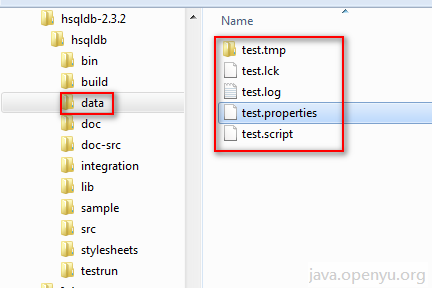 hsqldb-2.3.2
hsqldb
bin
build
data
doc
doc-src
integration
lib
sample
src
stylesheets
testrun
Name
test.tmp
test.lck
test.log
test.properties
test.script
java.openyu.org